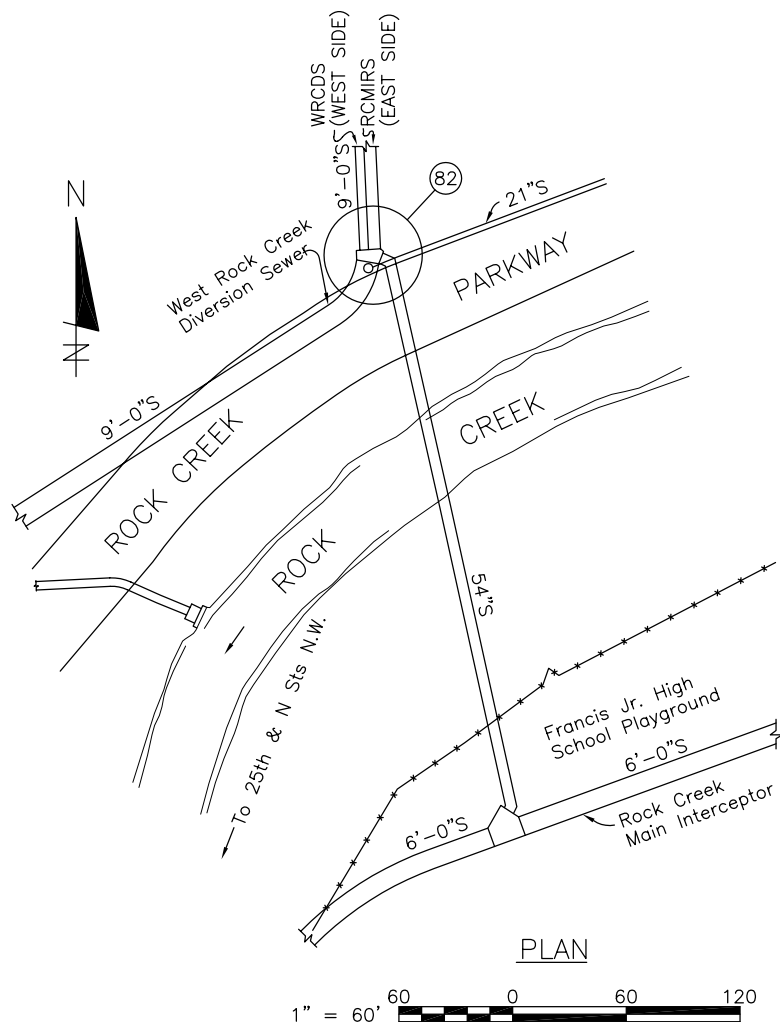 WRCDS
(WEST SIDE)
SRCMIRS
(EAST SIDE)
9'-0"S
82
N
21"S
West Rock Creek
Diversion Sewer
PARKWAY
9'-0"S
ROCK CREEK
CREEK
ROCK
54"S
To 25th & N Sts N.W.
Francis Jr. High
School Playground
6'-0"S
6'-0"S
Rock Creek
Main Interceptor
PLAN
1" = 60'
60 0 60 120